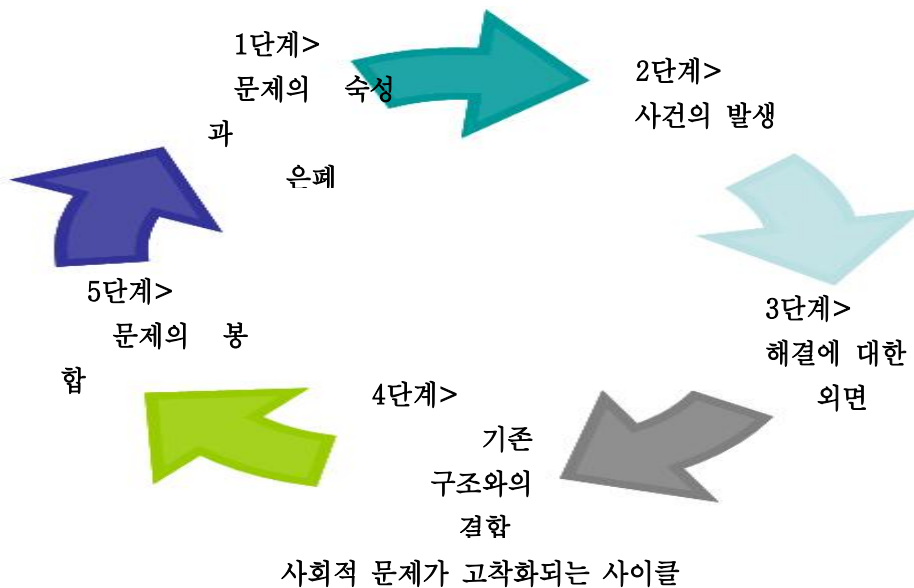 1단계>
문제의 숙성
과
은폐
2단계>
사건의 발생
3단계>
해결에 대한
외면
4단계>
기존
구조와의
결합
5단계>
문제의 봉
합
사회적 문제가 고착화되는 사이클